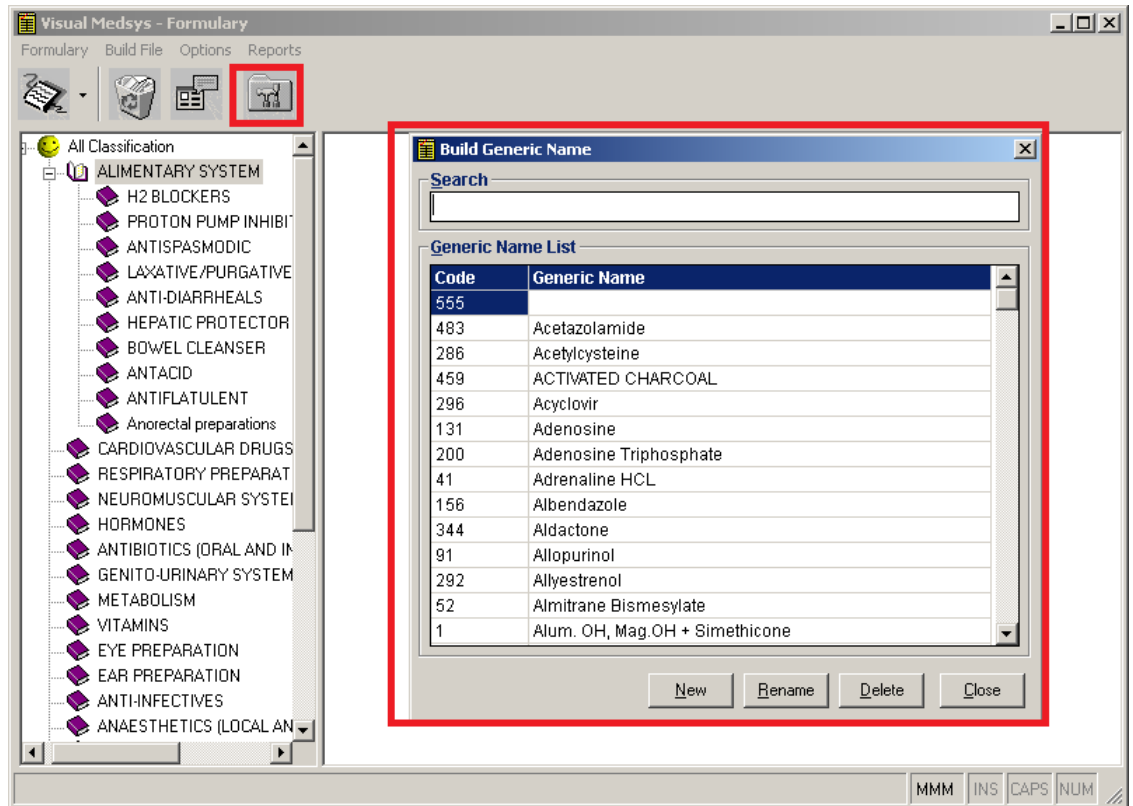 Visual Medsys - Formulary
Formulary Build File Options Reports
All Classification
ALIMENTARY SYSTEM
H2 BLOCKERS
PROTON PUMP INHIBIT
ANTISPASMODIC
LAXATIVE/PURGATIVE
ANTI-DIARRHEALS
HEPATIC PROTECTOR
BOWEL CLEANSER
ANTACID
ANTIFLATULENT
Anorectal preparations
CARDIOVASCULAR DRUGS
RESPIRATORY PREPARAT
NEUROMUSCULAR SYSTEI
HORMONES
ANTIBIOTICS (ORAL AND IN
GENITO-URINARY SYSTEM
METABOLISM
VITAMINS
EYE PREPARATION
EAR PREPARATION
ANTI-INFECTIVES
ANAESTHETICS (LOCAL AN
Build Generic Name
Search
Generic Name List
Code Generic Name
555
483 Acetazolamide
286 Acetylcysteine
459 ACTIVATED CHARCOAL
296 Acyclovir
131 Adenosine
200 Adenosine Triphosphate
41 Adrenaline HCL
156 Albendazole
344 Aldactone
91 Allopurinol
292 Allyestrenol
52 Almitrane Bismesylate
1 Alum. OH, Mag.OH + Simethicone
New Rename Delete Close
MMM INS CAPS NUM